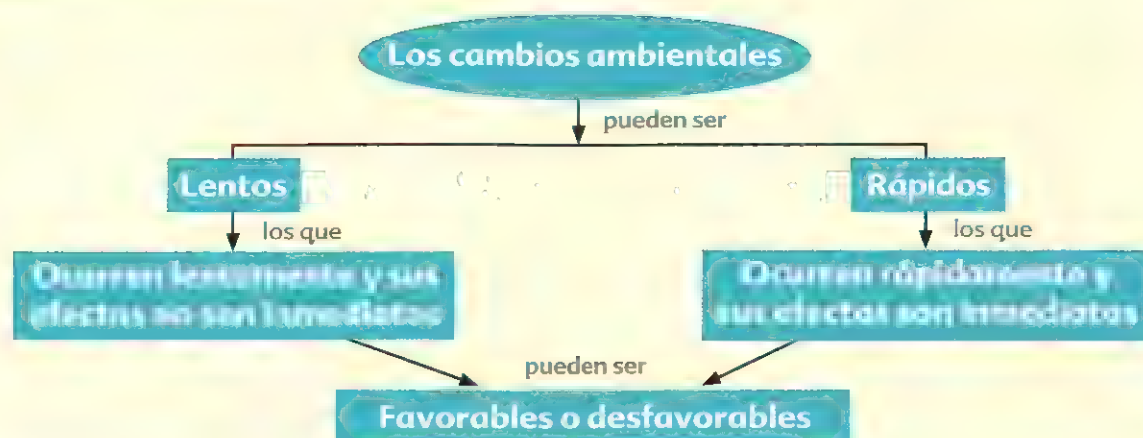 Los cambios ambientales
pueden ser
Lentos
Rápidos
los que
los que
Ocurren lentamente y sus
efectos no son inmediatos
Ocurren rápidamente y
sus efectos son inmediatos
pueden ser
Favorables o desfavorables